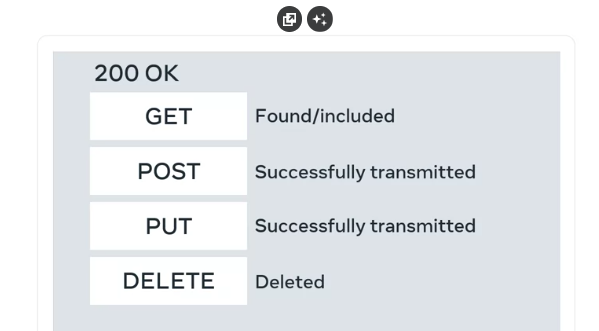 200 OK
GET Found/included
POST Successfully transmitted
PUT Successfully transmitted
DELETE Deleted